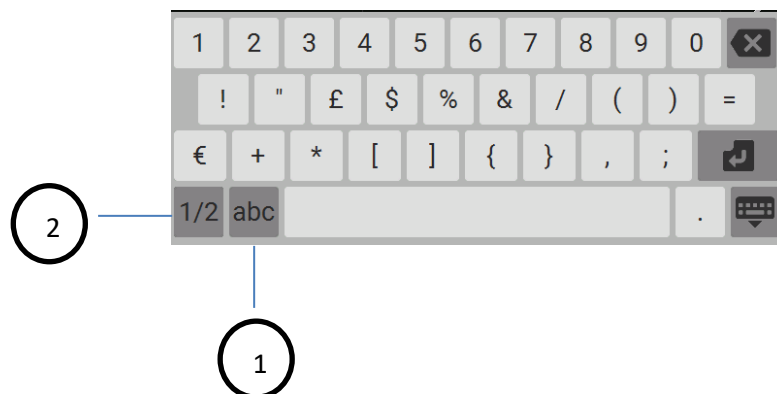 1 2 3 4 5 6 7 8 9 0
! " £ $ % & / ( ) =
€ + * [ ] { } , ;
1/2 abc .
2
1